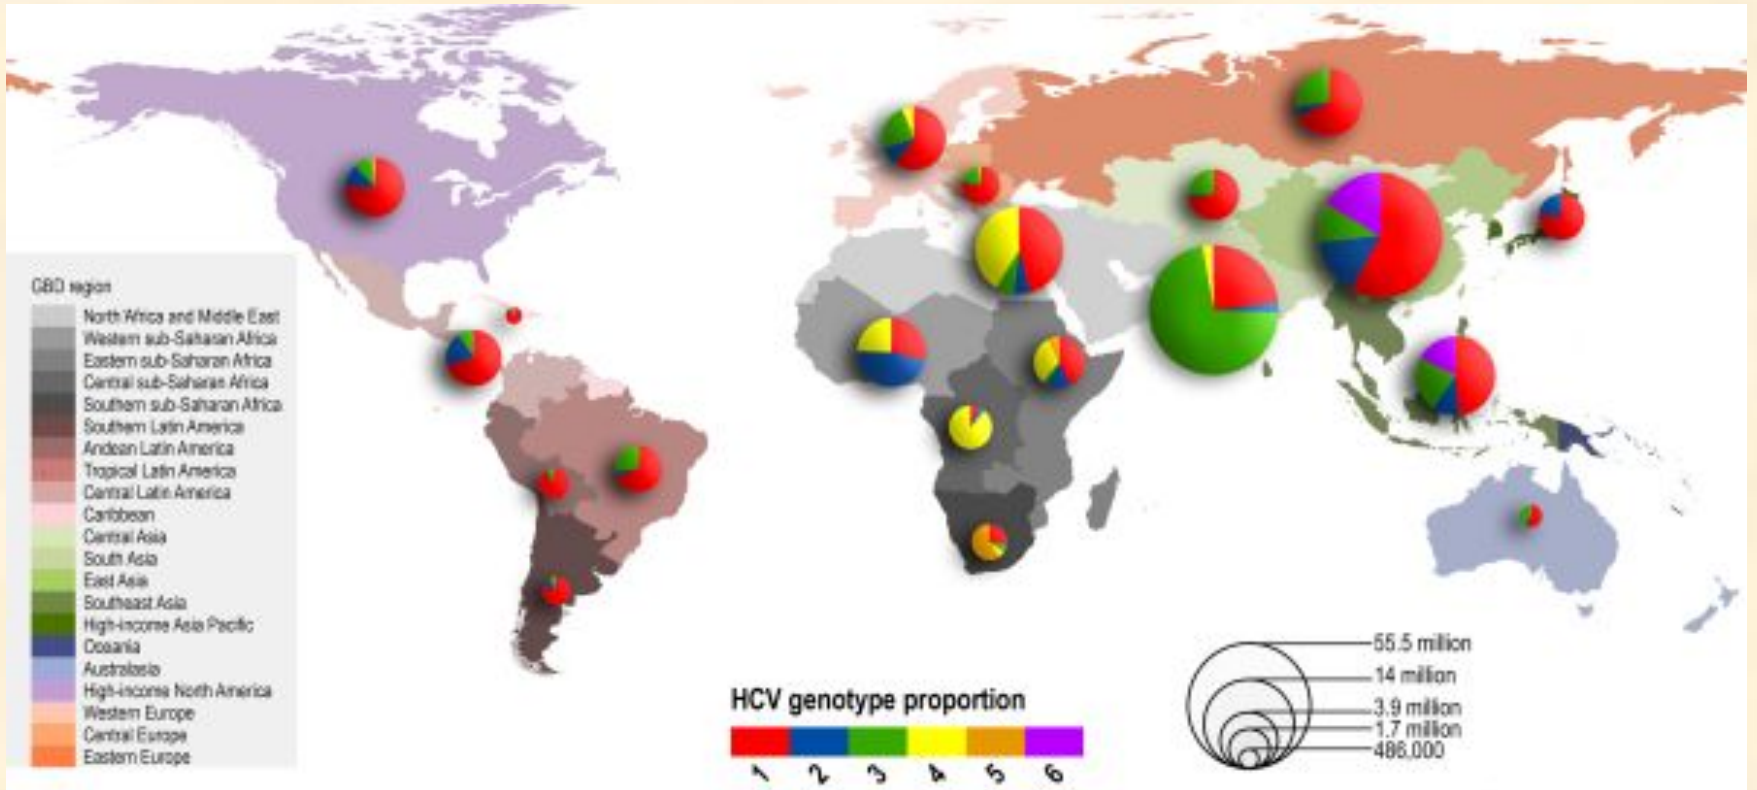 GBD region
North Africa and Middle East
Western sub-Saharan Africa
Eastern sub-Saharan Africa
Central sub-Saharan Africa
Southern sub-Saharan Africa
Southern Latin America
Andean Latin America
Tropical Latin America
Central Latin America
Caribbean
Central Asia
South Asia
East Asia
Southeast Asia
High-income Asia Pacific
Oceania
Australasia
High-income North America
Western Europe
Central Europe
Eastern Europe
HCV genotype proportion
1 2 3 4 5 6
55.5 million
14 million
3.9 million
1.7 million
486,000